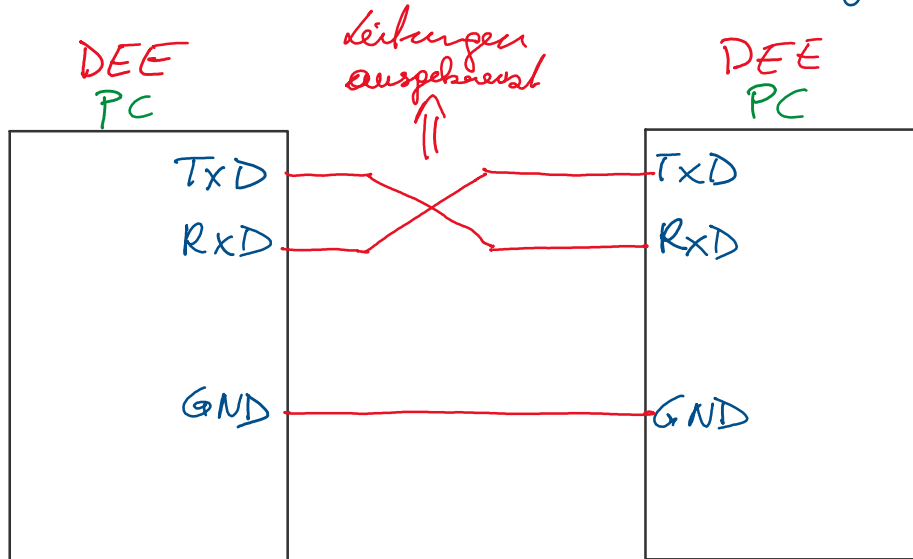 DEE
PC
Leitungen
ausgekreuzt
DEE
PC
TxD
RxD
GND
TxD
RxD
GND